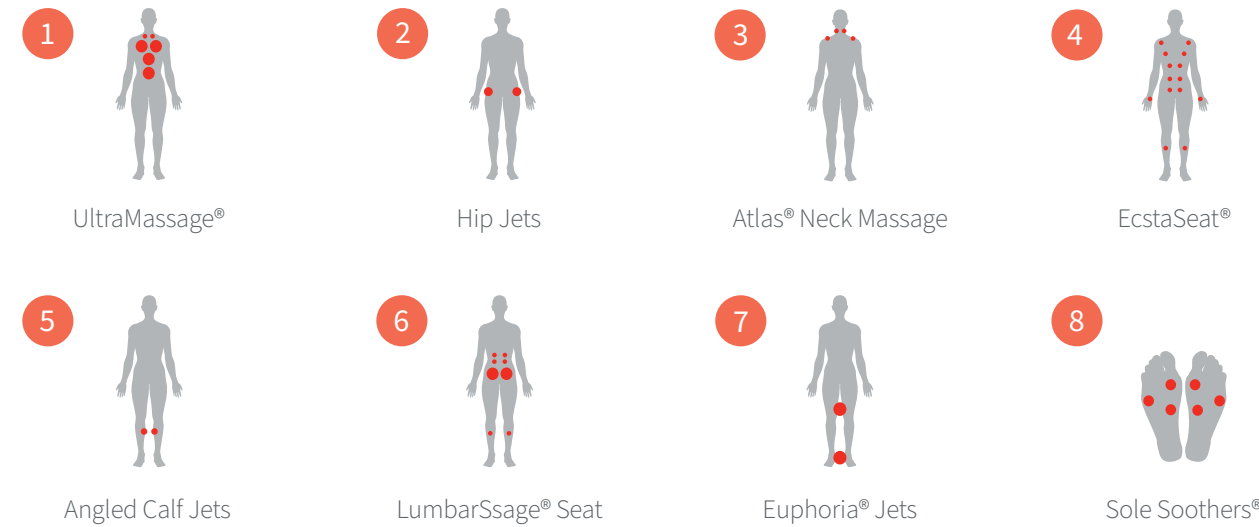 1
2
3
4
UltraMassage®
Hip Jets
Atlas® Neck Massage
EcstaSeat®
5
6
7
8
Angled Calf Jets
LumbarSsage® Seat
Euphoria® Jets
Sole Soothers®